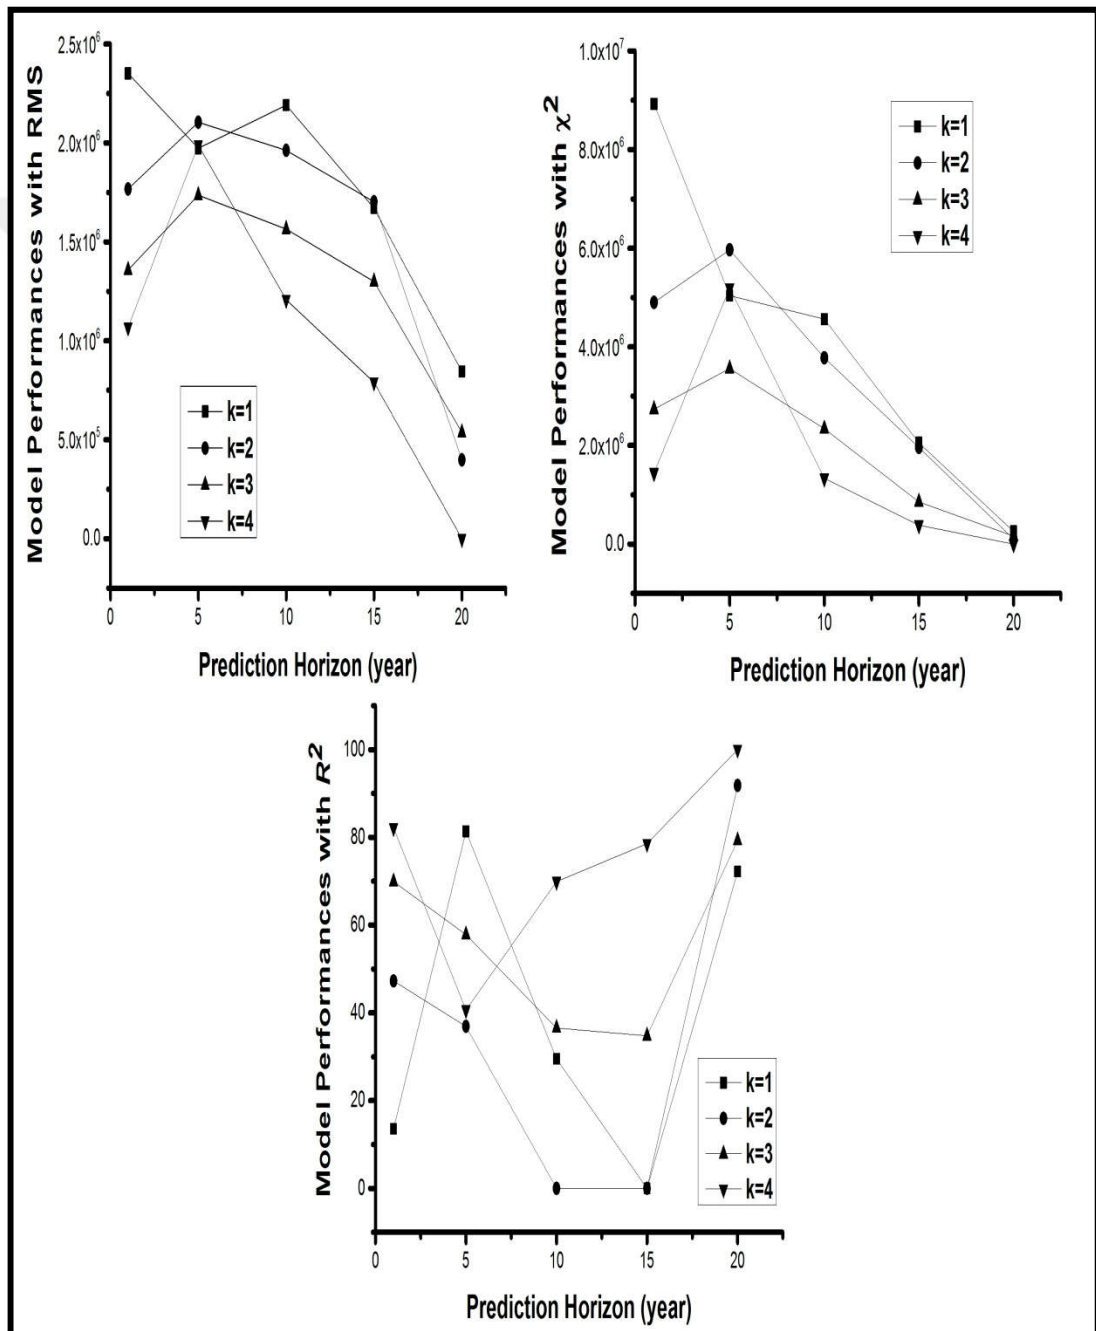 Model Performances with RMS
2.5x10⁶
2.0x10⁶
1.5x10⁶
1.0x10⁶
5.0x10⁵
0.0
k=1
k=2
k=3
k=4
0 5 10 15 20
Prediction Horizon (year)
Model Performances with χ²
1.0x10⁷
8.0x10⁶
6.0x10⁶
4.0x10⁶
2.0x10⁶
0.0
k=1
k=2
k=3
k=4
0 5 10 15 20
Prediction Horizon (year)
Model Performances with R²
100
80
60
40
20
0
k=1
k=2
k=3
k=4
0 5 10 15 20
Prediction Horizon (year)